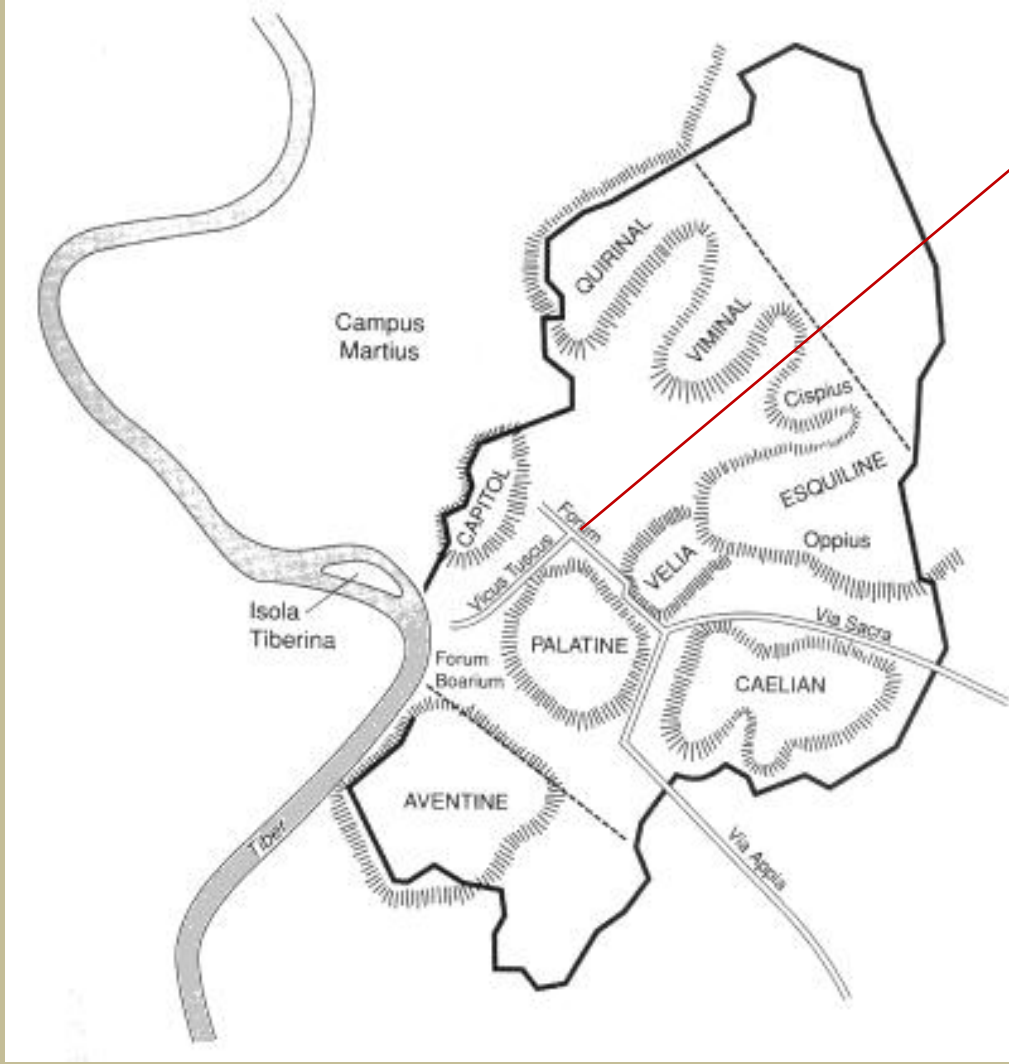 QUIRINAL
Campus
Martius
VIMINAL
Cispius
ESQUILINE
CAPITOL
Forum
Oppius
Vicus Tuscus
VELIA
Isola
Tiberina
Via Sacra
PALATINE
Forum
Boarium
CAELIAN
AVENTINE
Tiber
Via Appia